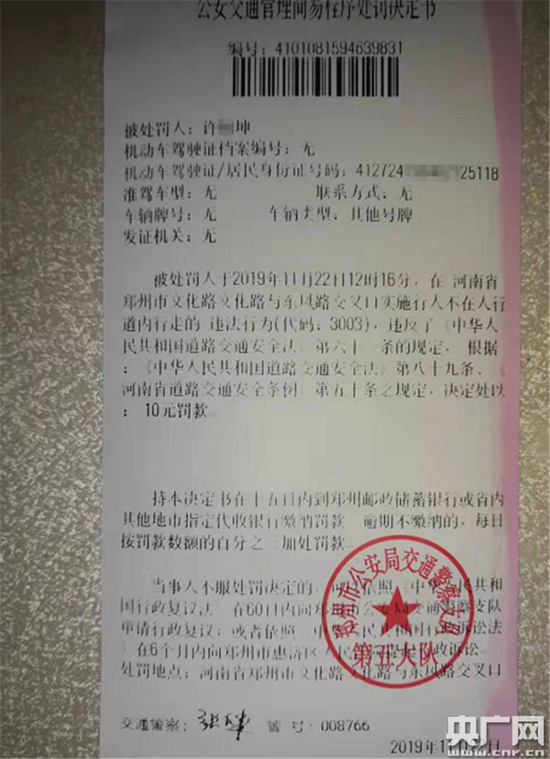 公安交通管理简易程序处罚决定书
编号: 4101081594639831
被处罚人: 许 坤
机动车驾驶证档案编号: 无
机动车驾驶证/居民身份证号码: 412724 25118
准驾车型: 无 联系方式: 无
车辆牌号: 无 车辆类型: 其他号牌
发证机关: 无
被处罚人于2019年11月22日12时16分, 在 河南省
郑州市文化路文化路与东风路交叉口实施行人不在人行
道内行走的 违法行为(代码: 3003), 违反了《中华人
民共和国道路交通安全法 第六十 条的规定, 根据
: 《中华人民共和国道路交通安全法》第八十九条、《
河南省道路交通安全条例 第五十条之规定, 决定处以
: 10元罚款
持本决定书在十五日内到郑州邮政储蓄银行或省内
其他地市指定代收银行缴纳罚款 逾期不缴纳的, 每日
按罚款数额的百分之三加处罚款。
当事人不服处罚决定的, 可以依照《中华人民共和
国行政复议法 在60日内向郑州市公安局交通警察支队
申请行政复议; 或者依照 中华人民共和国行政诉讼法
在6个月内向郑州市惠济区人民法院提起行政诉讼
处罚地点: 河南省郑州市文化路文化路与东风路交叉口
郑州市公安局交通警察支队
第五大队
交通警察: 警 号: 008766
2019年11月22日
央广网
www.cnr.cn